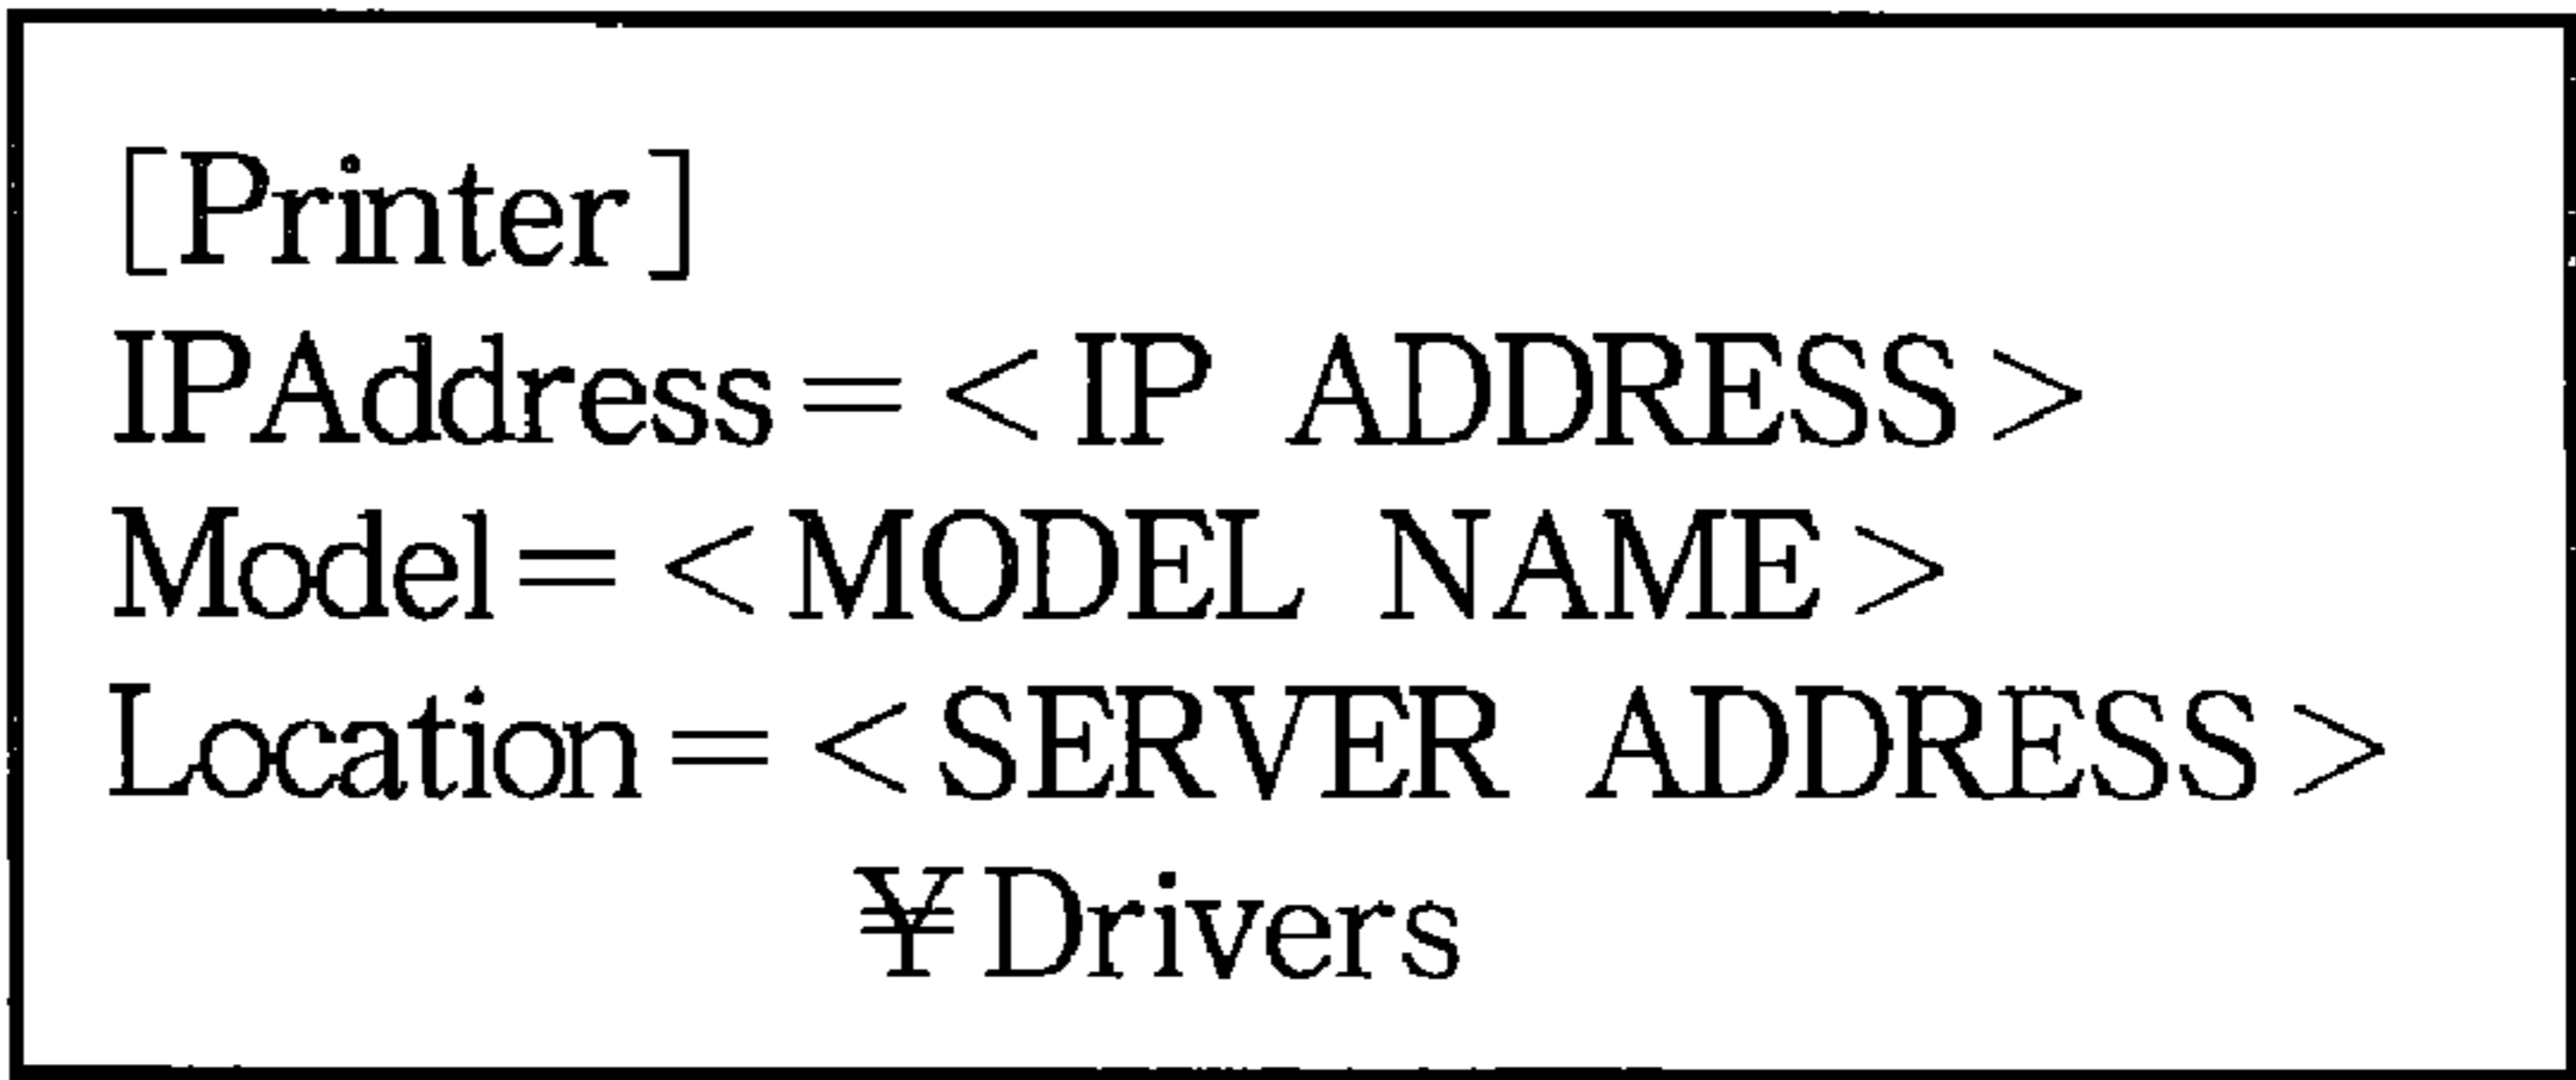 [Printer]
IPAddress=<IP ADDRESS>
Model=<MODEL NAME>
Location=<SERVER ADDRESS>
¥Drivers